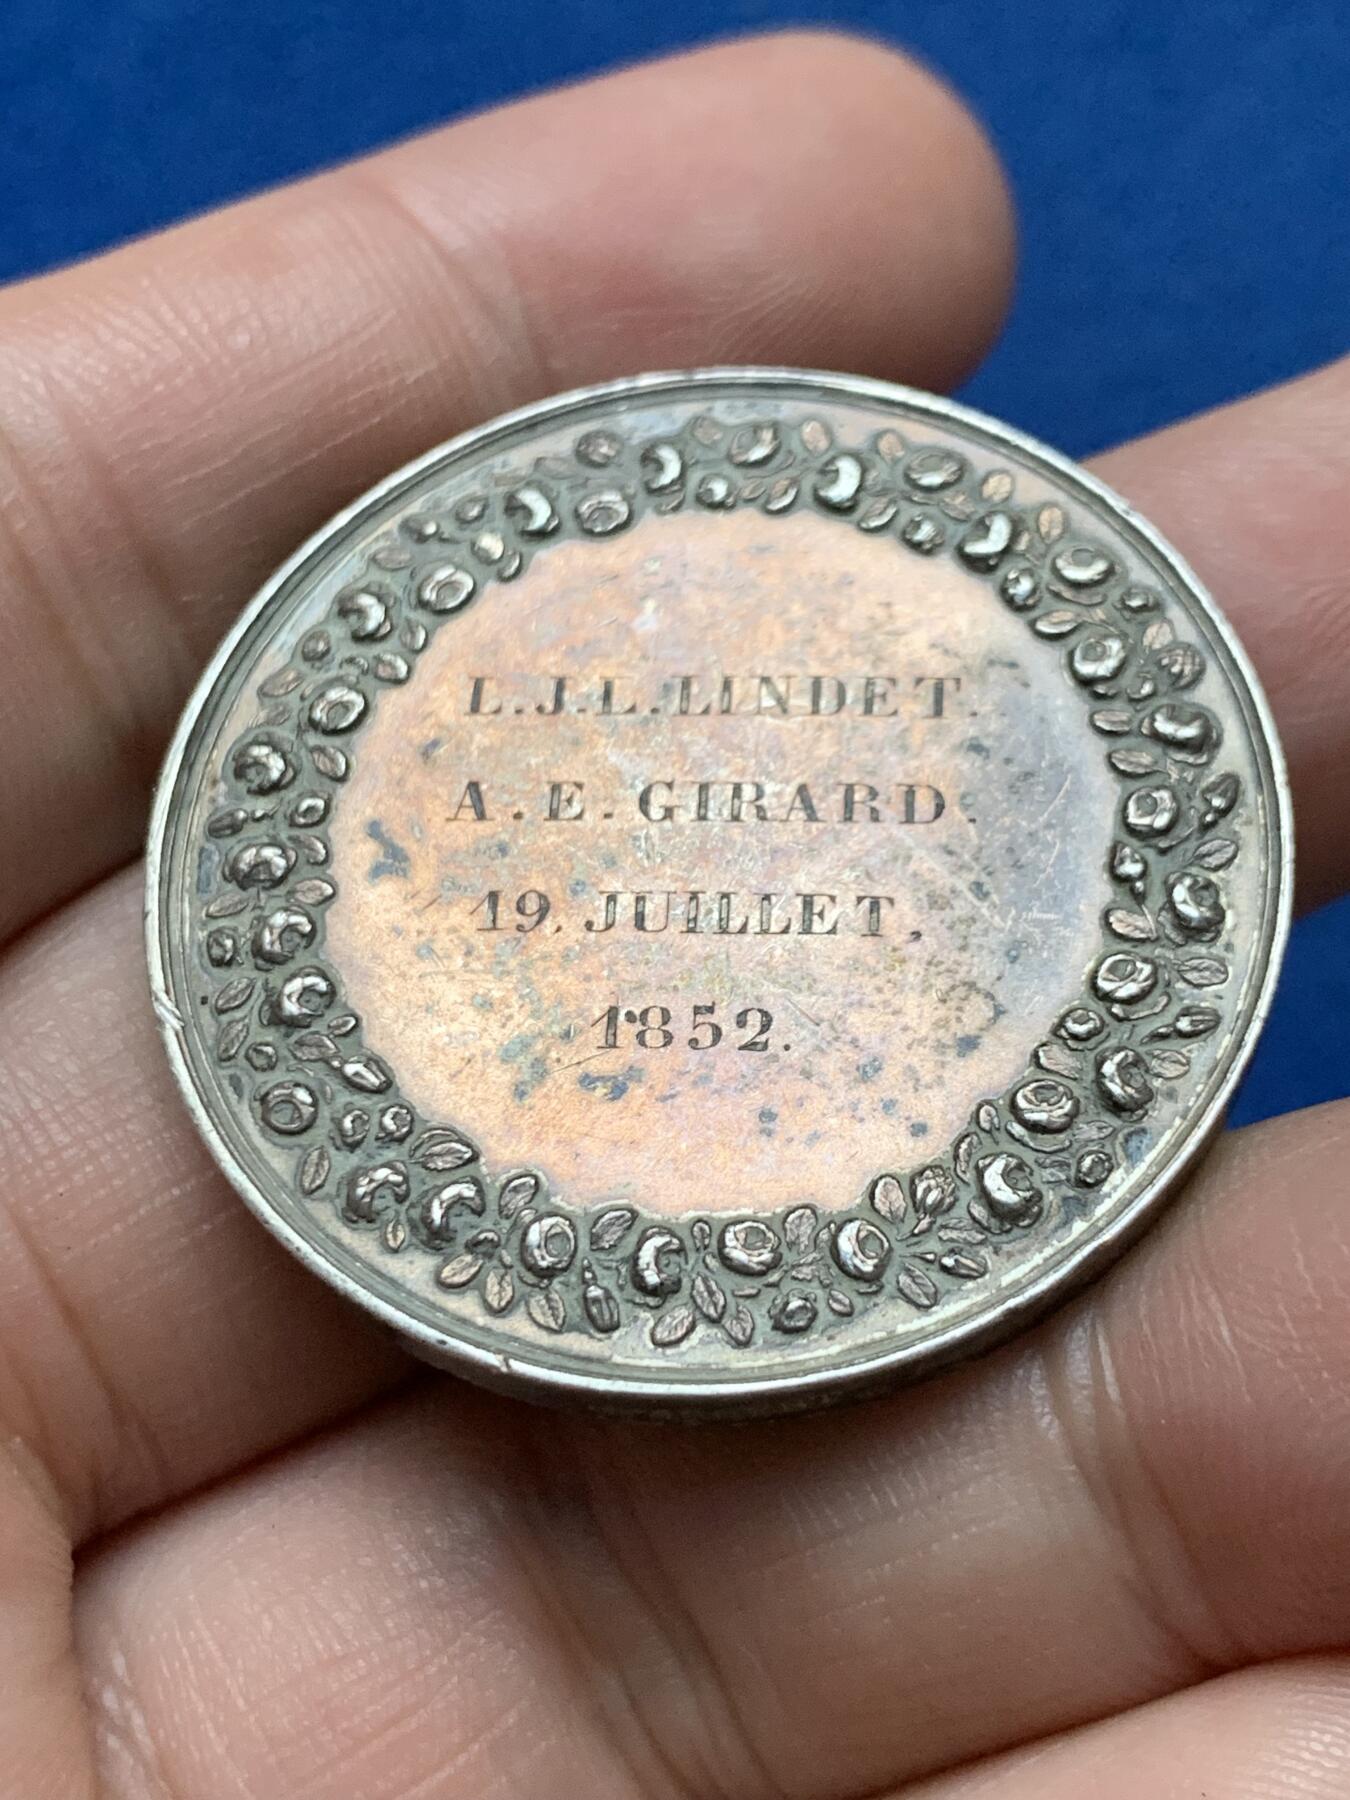 L.J.L.LINDET.
A.E.GIRARD.
19, JUILLET,
1852.